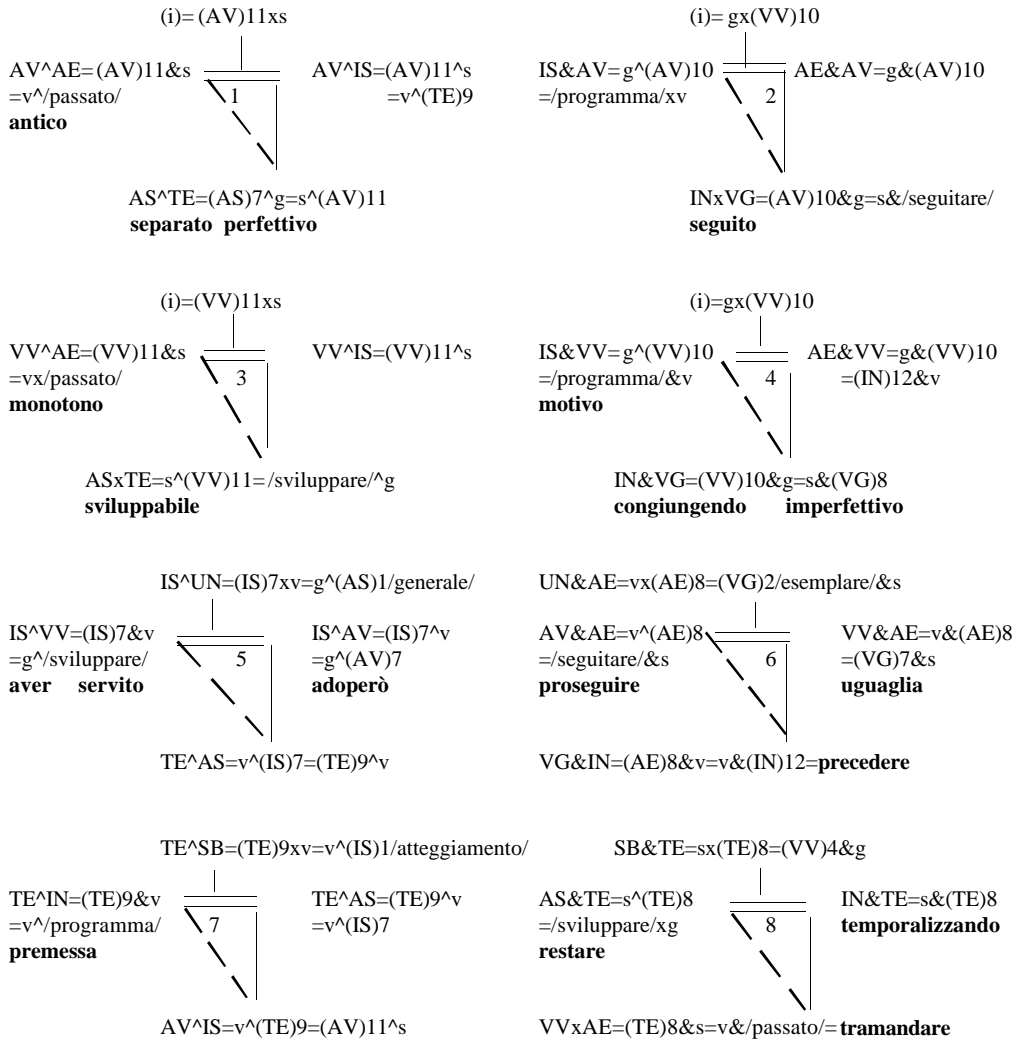 (i)= (AV)11xs
AV^AE=(AV)11&s
=v^/passato/
antico
AV^IS=(AV)11^s
=v^(TE)9
1
AS^TE=(AS)7^g=s^(AV)11
separato perfettivo
(i)= gx(VV)10
IS&AV=g^(AV)10
=/programma/xv
AE&AV=g&(AV)10
2
INxVG=(AV)10&g=s&/seguitare/
seguito
(i)=(VV)11xs
VV^AE=(VV)11&s
=vx/passato/
monotono
VV^IS=(VV)11^s
3
ASxTE=s^(VV)11=/sviluppare/^g
sviluppabile
(i)=gx(VV)10
IS&VV=g^(VV)10
=/programma/&v
motivo
AE&VV=g&(VV)10
=(IN)12&v
4
IN&VG=(VV)10&g=s&(VG)8
congiungendo imperfettivo
IS^UN=(IS)7xv=g^(AS)1/generale/
IS^VV=(IS)7&v
=g^/sviluppare/
aver servito
IS^AV=(IS)7^v
=g^(AV)7
adoperò
5
TE^AS=v^(IS)7=(TE)9^v
UN&AE=vx(AE)8=(VG)2/esemplare/&s
AV&AE=v^(AE)8
=/seguitare/&s
proseguire
VV&AE=v&(AE)8
=(VG)7&s
uguaglia
6
VG&IN=(AE)8&v=v&(IN)12=precedere
TE^SB=(TE)9xv=v^(IS)1/atteggiamento/
TE^IN=(TE)9&v
=v^/programma/
premessa
TE^AS=(TE)9^v
=v^(IS)7
7
AV^IS=v^(TE)9=(AV)11^s
SB&TE=sx(TE)8=(VV)4&g
AS&TE=s^(TE)8
=/sviluppare/xg
restare
IN&TE=s&(TE)8
temporalizzando
8
VVxAE=(TE)8&s=v&/passato/=tramandare